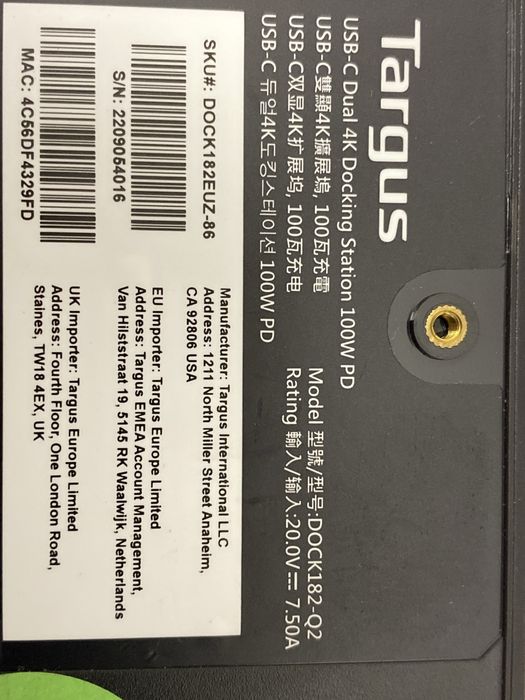 Targus
USB-C Dual 4K Docking Station 100W PD
USB-C雙顯4K擴展塢, 100瓦充電
USB-C双显4K扩展坞, 100瓦充电
USB-C 듀얼4K도킹스테이션 100W PD
Model 型號/型号:DOCK182-Q2
Rating 輸入/输入:20.0V⎓ 7.50A
SKU#: DOCK182EUZ-86
S/N: 2209054016
MAC: 4C56DF4329FD
Manufacturer: Targus International LLC
Address: 1211 North Miller Street Anaheim,
CA 92806 USA
EU Importer: Targus Europe Limited
Address: Targus EMEA Account Management,
Van Hilststraat 19, 5145 RK Waalwijk, Netherlands
UK Importer: Targus Europe Limited
Address: Fourth Floor, One London Road,
Staines, TW18 4EX, UK